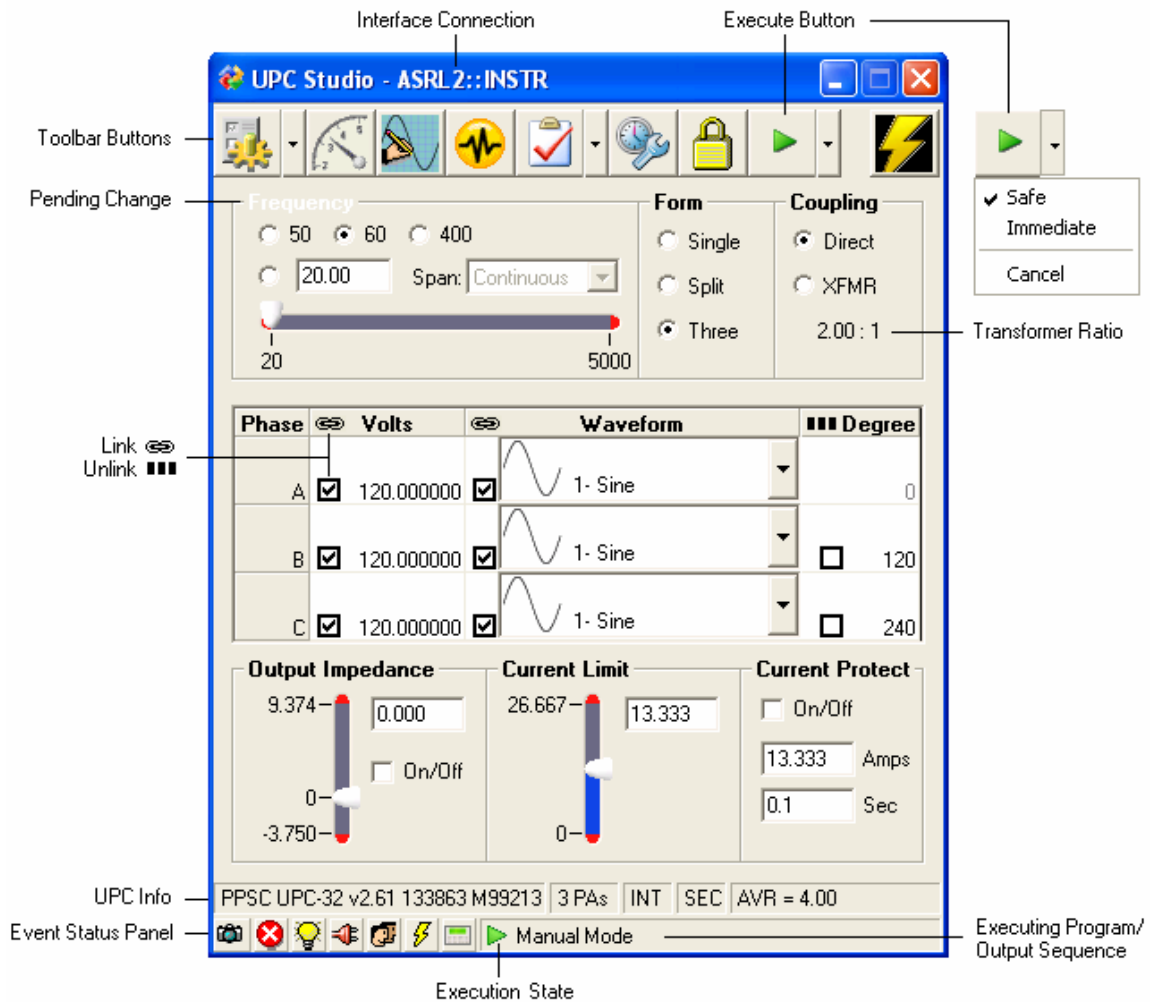 Interface Connection
Execute Button
UPC Studio - ASRL2::INSTR
Toolbar Buttons
Safe
Immediate
Cancel
Pending Change
Frequency
50 60 400
20.00 Span: Continuous
20 5000
Form
Single
Split
Three
Coupling
Direct
XFMR
2.00 : 1
Transformer Ratio
Phase Volts Waveform Degree
Link
Unlink
A 120.000000 1- Sine 0
B 120.000000 1- Sine 120
C 120.000000 1- Sine 240
Output Impedance
9.374
0.000
On/Off
0
-3.750
Current Limit
26.667
13.333
0
Current Protect
On/Off
13.333 Amps
0.1 Sec
UPC Info
PPSC UPC-32 v2.61 133863 M99213 3 PAs INT SEC AVR = 4.00
Event Status Panel
Manual Mode
Executing Program/
Output Sequence
Execution State